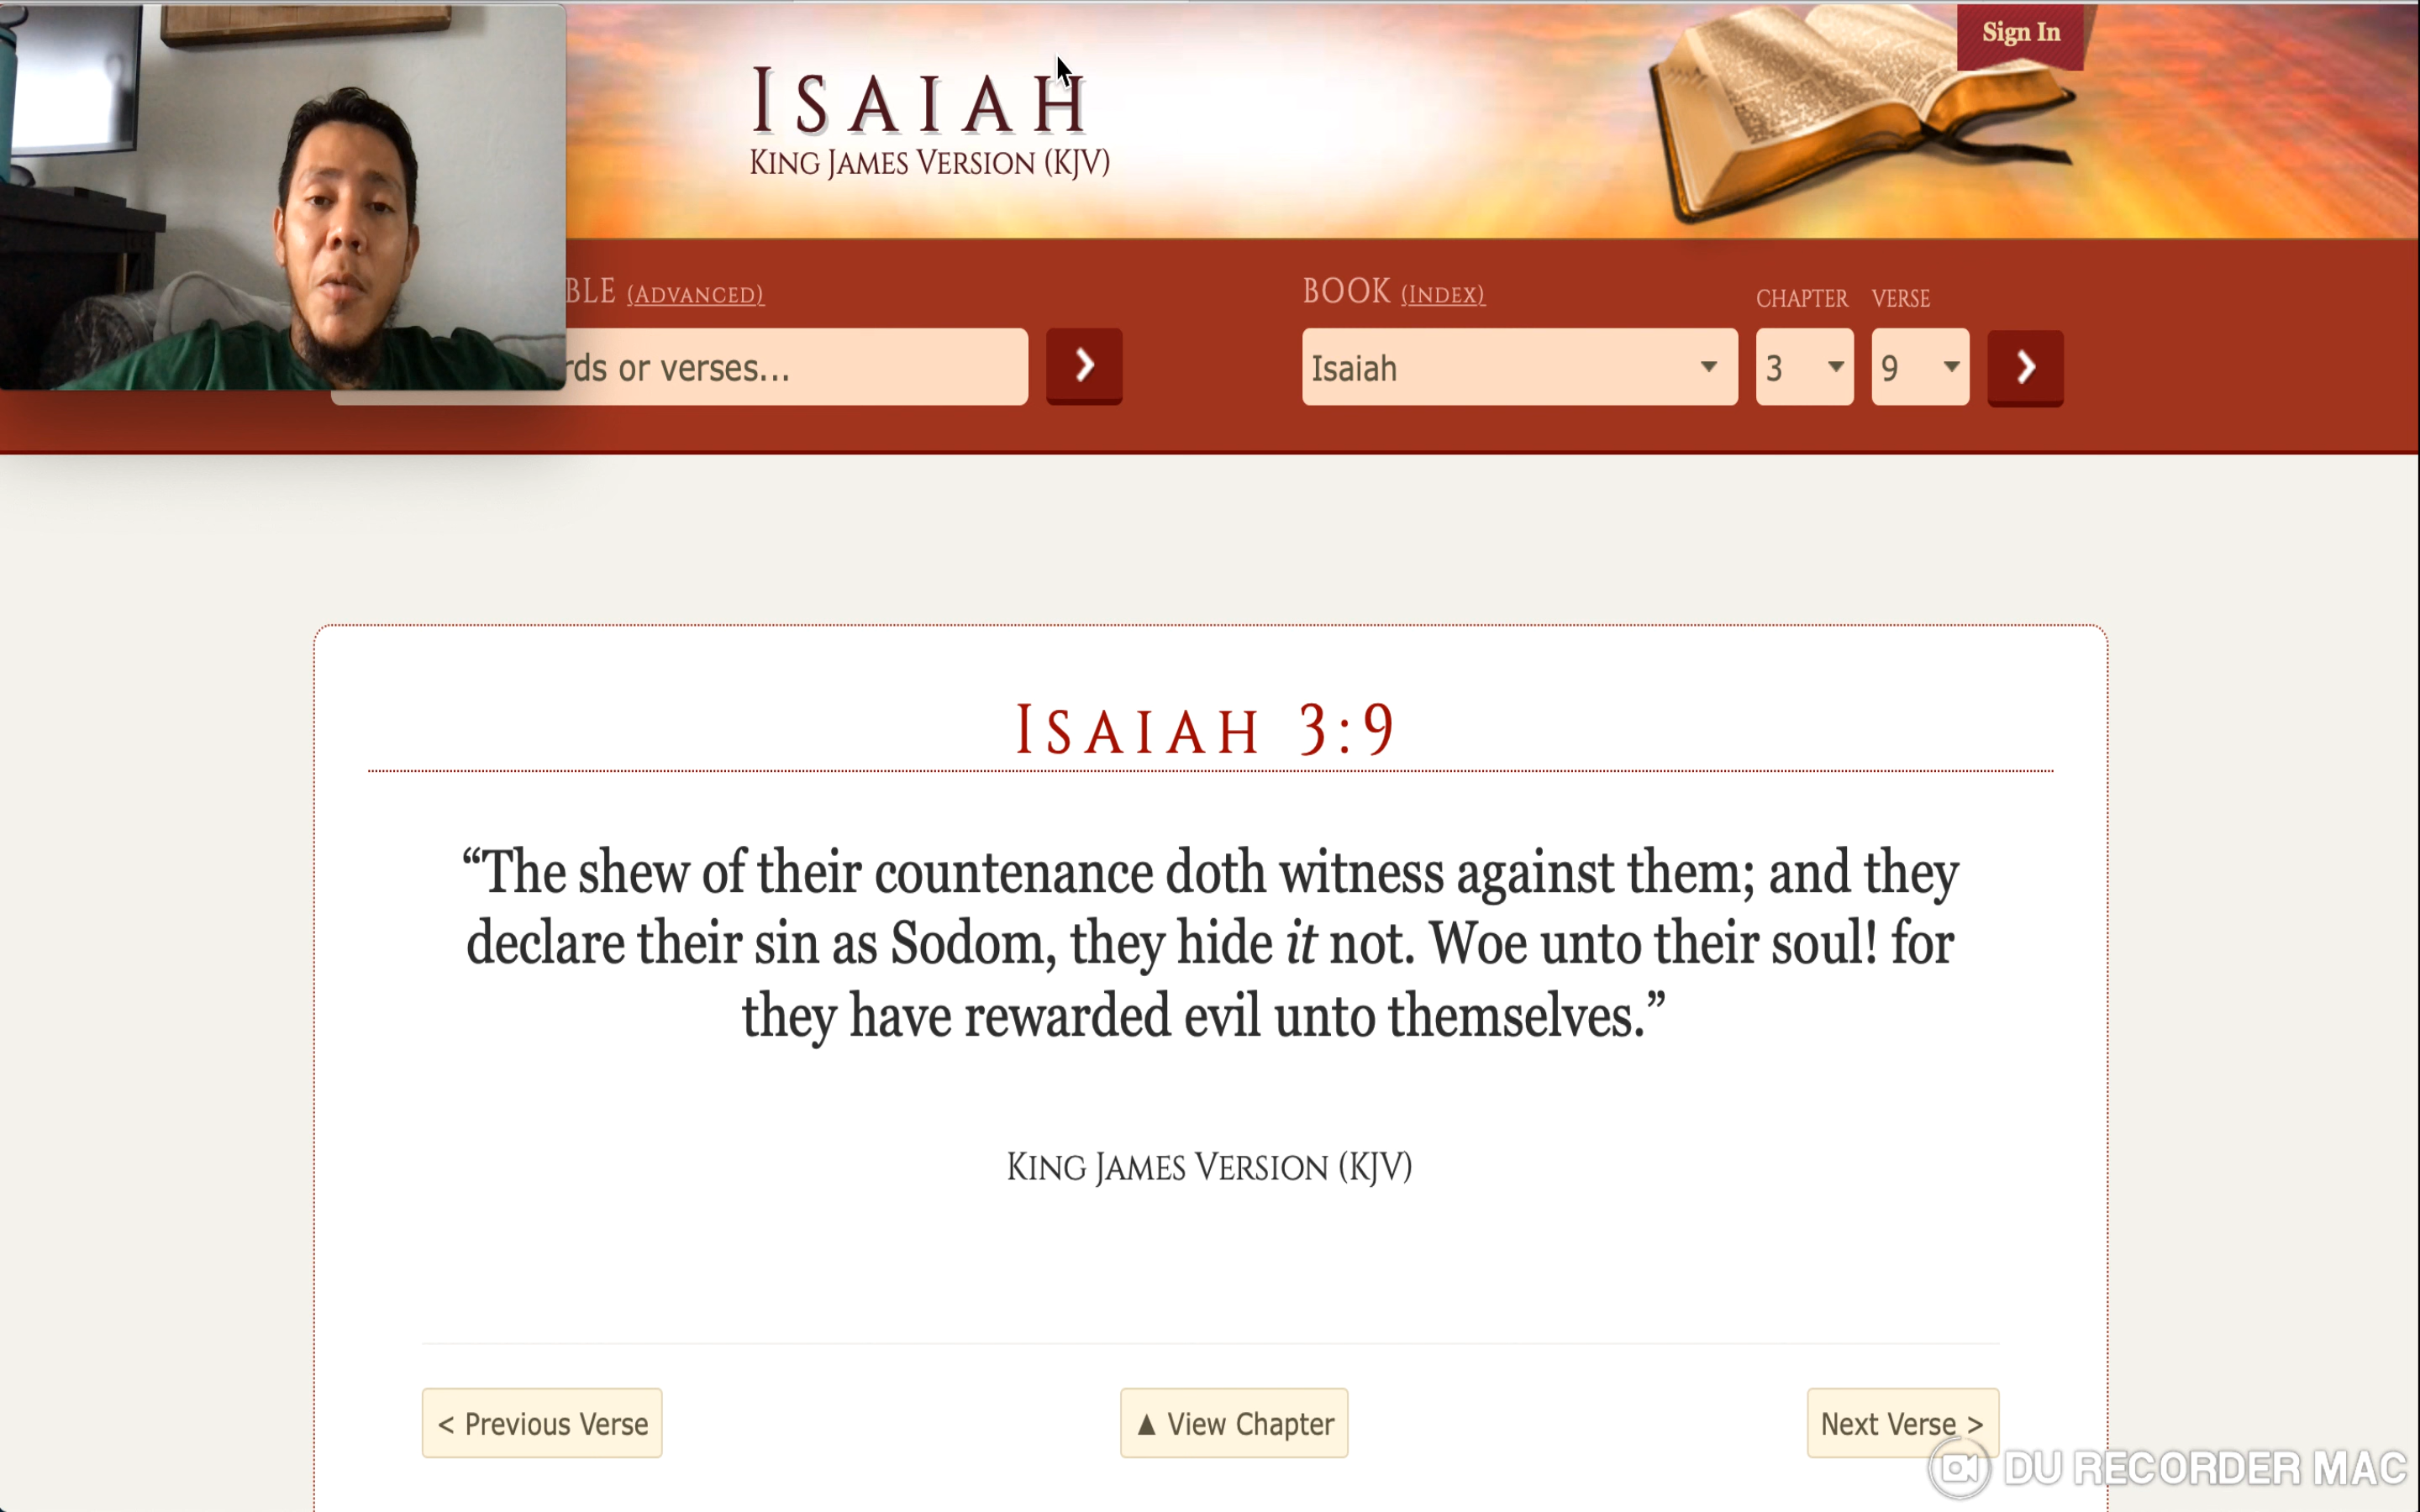 Sign In
ISAIAH
KING JAMES VERSION (KJV)
BLE (ADVANCED)
BOOK (INDEX)
CHAPTER VERSE
rds or verses...
Isaiah
3
9
ISAIAH 3:9
“The shew of their countenance doth witness against them; and they
declare their sin as Sodom, they hide it not. Woe unto their soul! for
they have rewarded evil unto themselves.”
KING JAMES VERSION (KJV)
< Previous Verse
▲ View Chapter
Next Verse >
DU RECORDER MAC